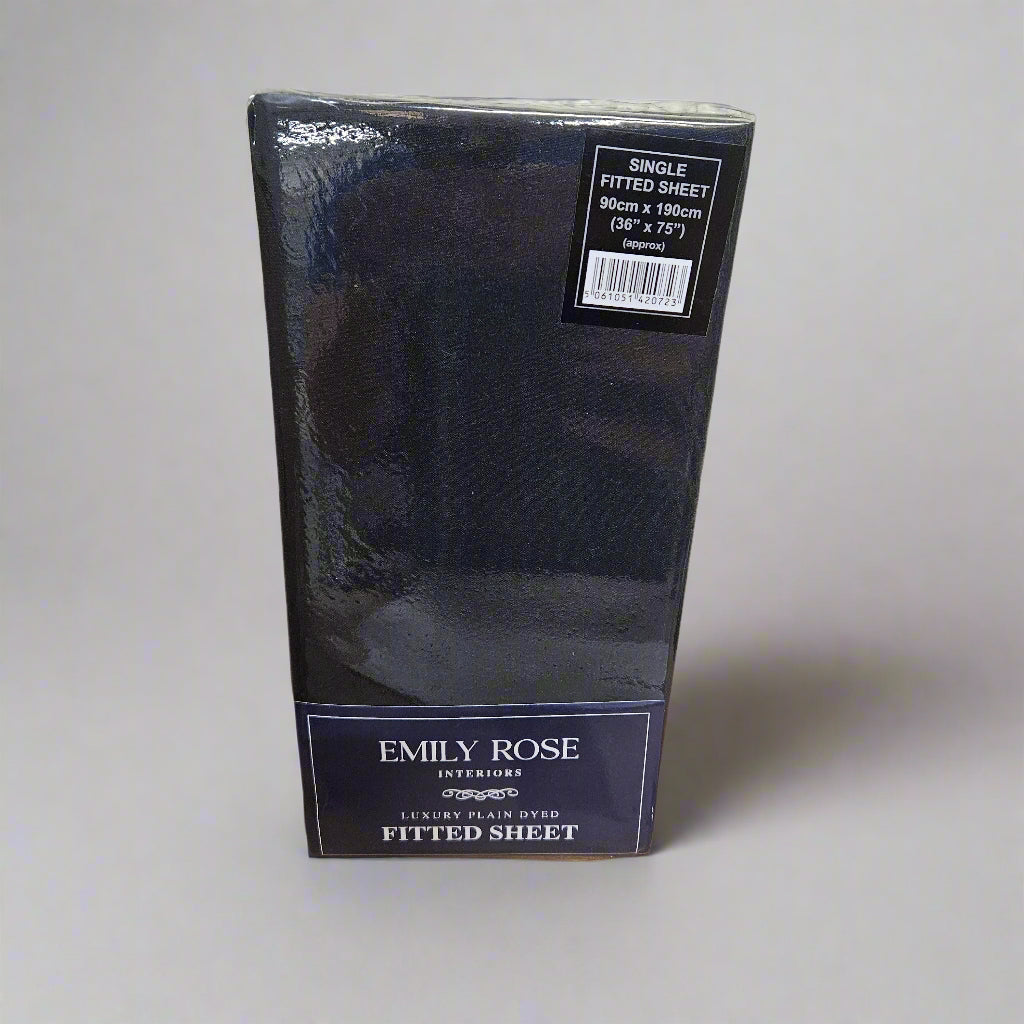 SINGLE
FITTED SHEET
90cm x 190cm
(36” x 75”)
(approx)
5 061051 420723
EMILY ROSE
INTERIORS
LUXURY PLAIN DYED
FITTED SHEET